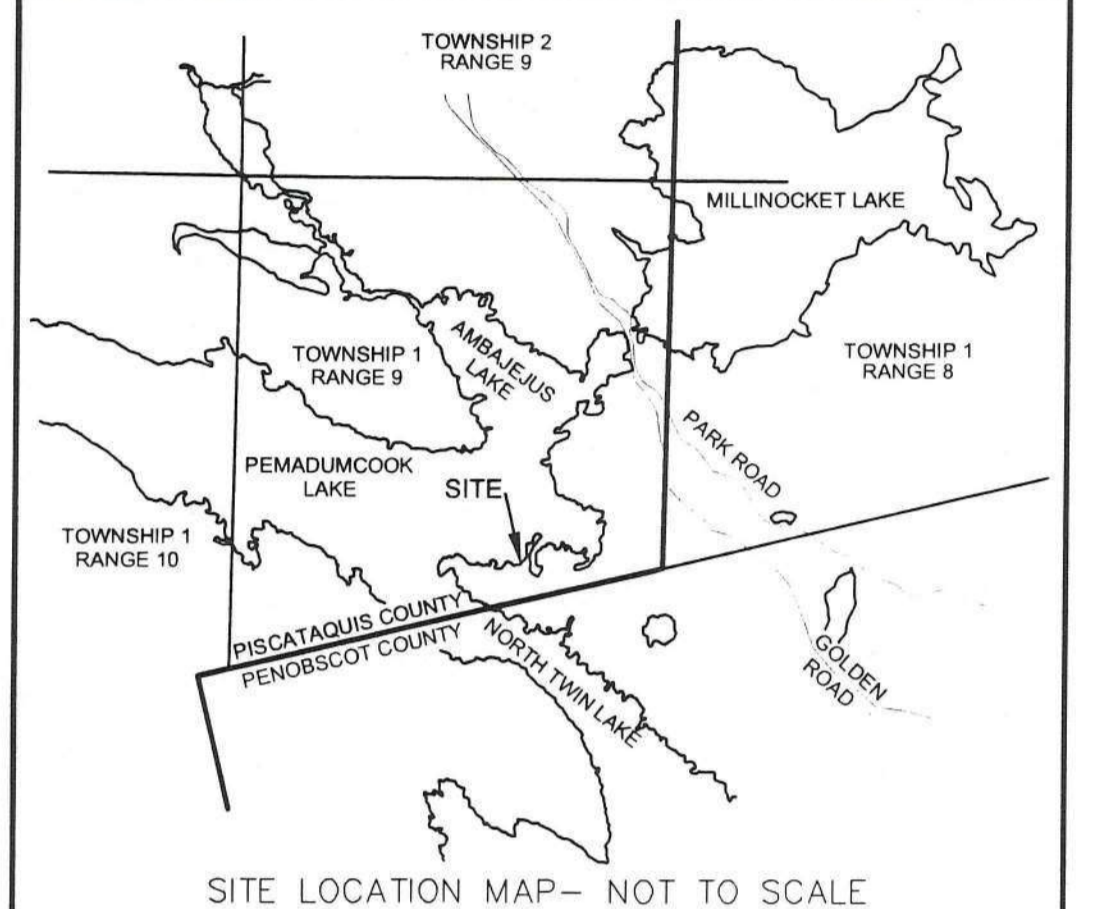 TOWNSHIP 2
RANGE 9
MILLINOCKET LAKE
AMBAJEJUS
LAKE
TOWNSHIP 1
RANGE 9
TOWNSHIP 1
RANGE 8
PARK ROAD
PEMADUMCOOK
LAKE
SITE
TOWNSHIP 1
RANGE 10
PISCATAQUIS COUNTY
PENOBSCOT COUNTY
NORTH TWIN LAKE
GOLDEN
ROAD
SITE LOCATION MAP– NOT TO SCALE